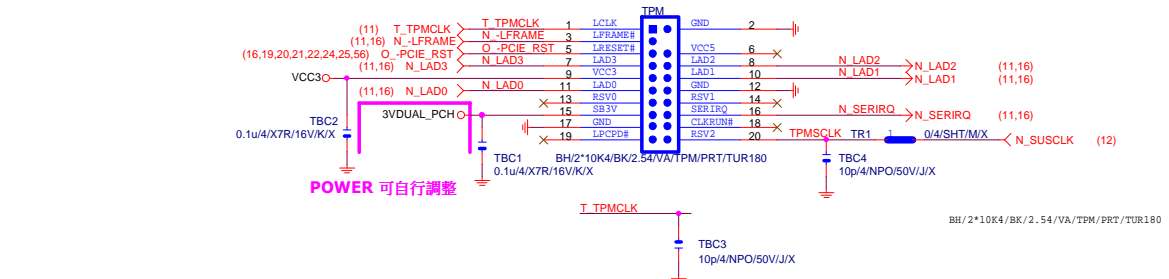 TPM
(11) T_TPMCLK T_TPMCLK 1 LCLK GND 2
(11,16) N_-LFRAME N_-LFRAME 3 LFRAME#
(16,19,20,21,22,24,25,56) O_-PCIE_RST O_-PCIE_RST 5 LRESET# VCC5 6
(11,16) N_LAD3 N_LAD3 7 LAD3 LAD2 8 N_LAD2 N_LAD2 (11,16)
VCC3 9 VCC3 LAD1 10 N_LAD1 N_LAD1 (11,16)
(11,16) N_LAD0 N_LAD0 11 LAD0 GND 12
13 RSV0 RSV1 14
3VDUAL_PCH 15 SB3V SERIRQ 16 N_SERIRQ N_SERIRQ (11,16)
17 GND CLKRUN# 18
19 LPCPD# RSV2 20 TPMSCLK TR1 1 0/4/SHT/M/X N_SUSCLK (12)
TBC2
0.1u/4/X7R/16V/K/X
TBC1
0.1u/4/X7R/16V/K/X
BH/2*10K4/BK/2.54/VA/TPM/PRT/TUR180
TBC4
10p/4/NPO/50V/J/X
POWER 可自行調整
T_TPMCLK
BH/2*10K4/BK/2.54/VA/TPM/PRT/TUR180
TBC3
10p/4/NPO/50V/J/X